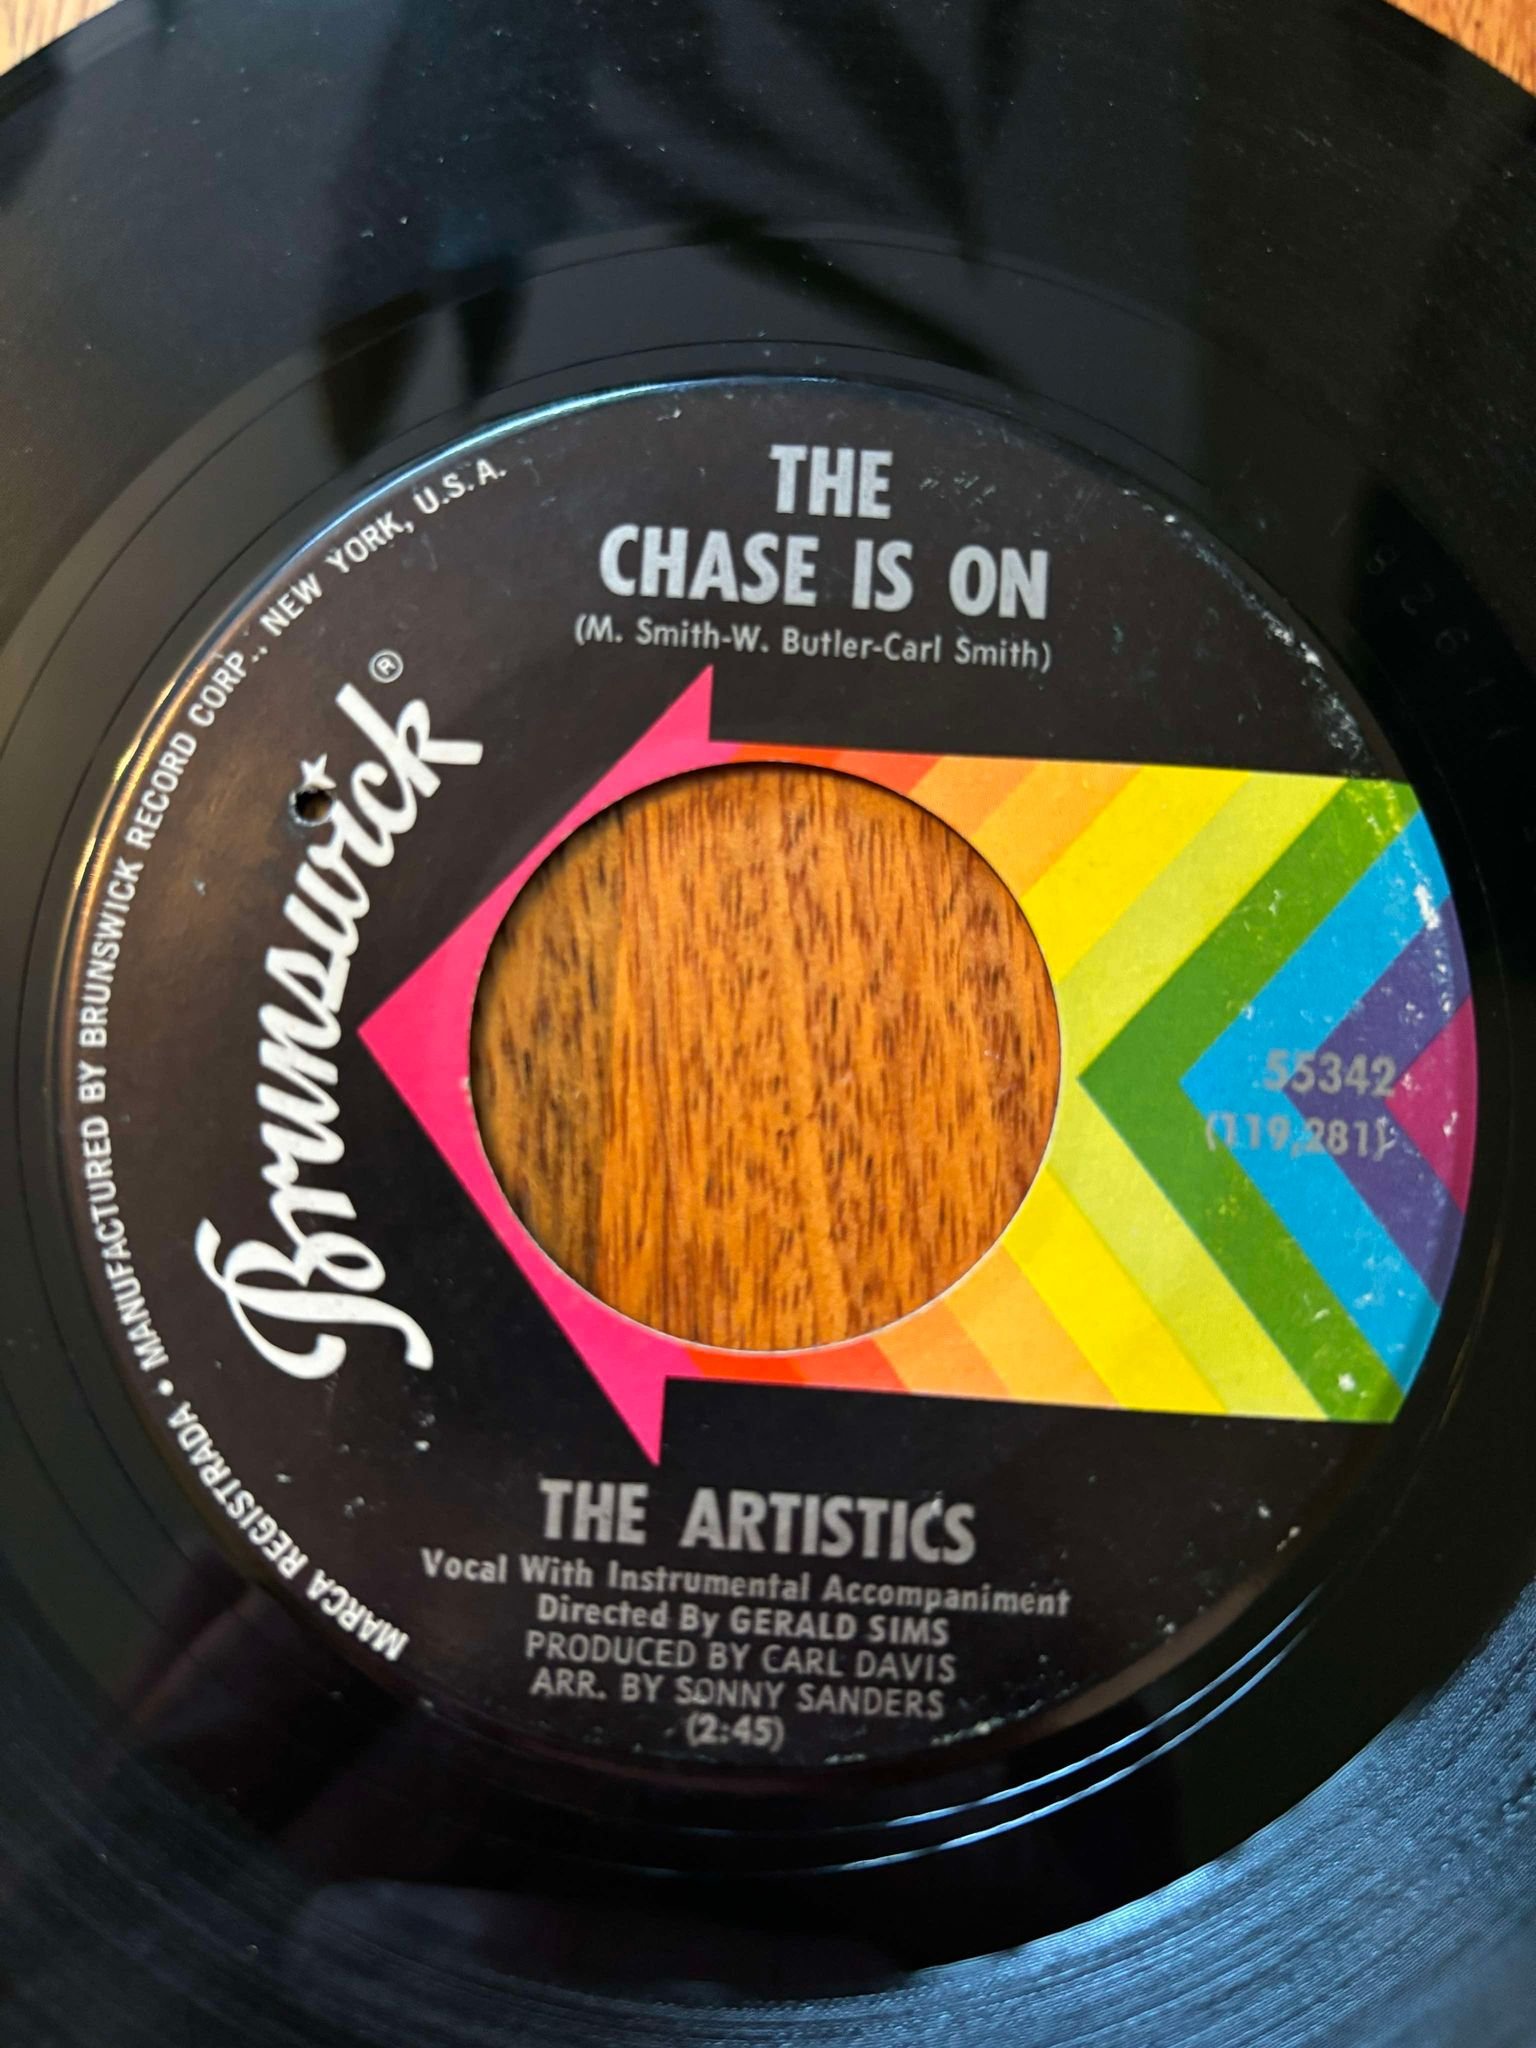 THE
CHASE IS ON
(M. Smith-W. Butler-Carl Smith)
Brunswick®
MARCA REGISTRADA • MANUFACTURED BY BRUNSWICK RECORD CORP., NEW YORK, U.S.A.
55342
(119,281)
THE ARTISTICS
Vocal With Instrumental Accompaniment
Directed By GERALD SIMS
PRODUCED BY CARL DAVIS
ARR. BY SONNY SANDERS
(2:45)